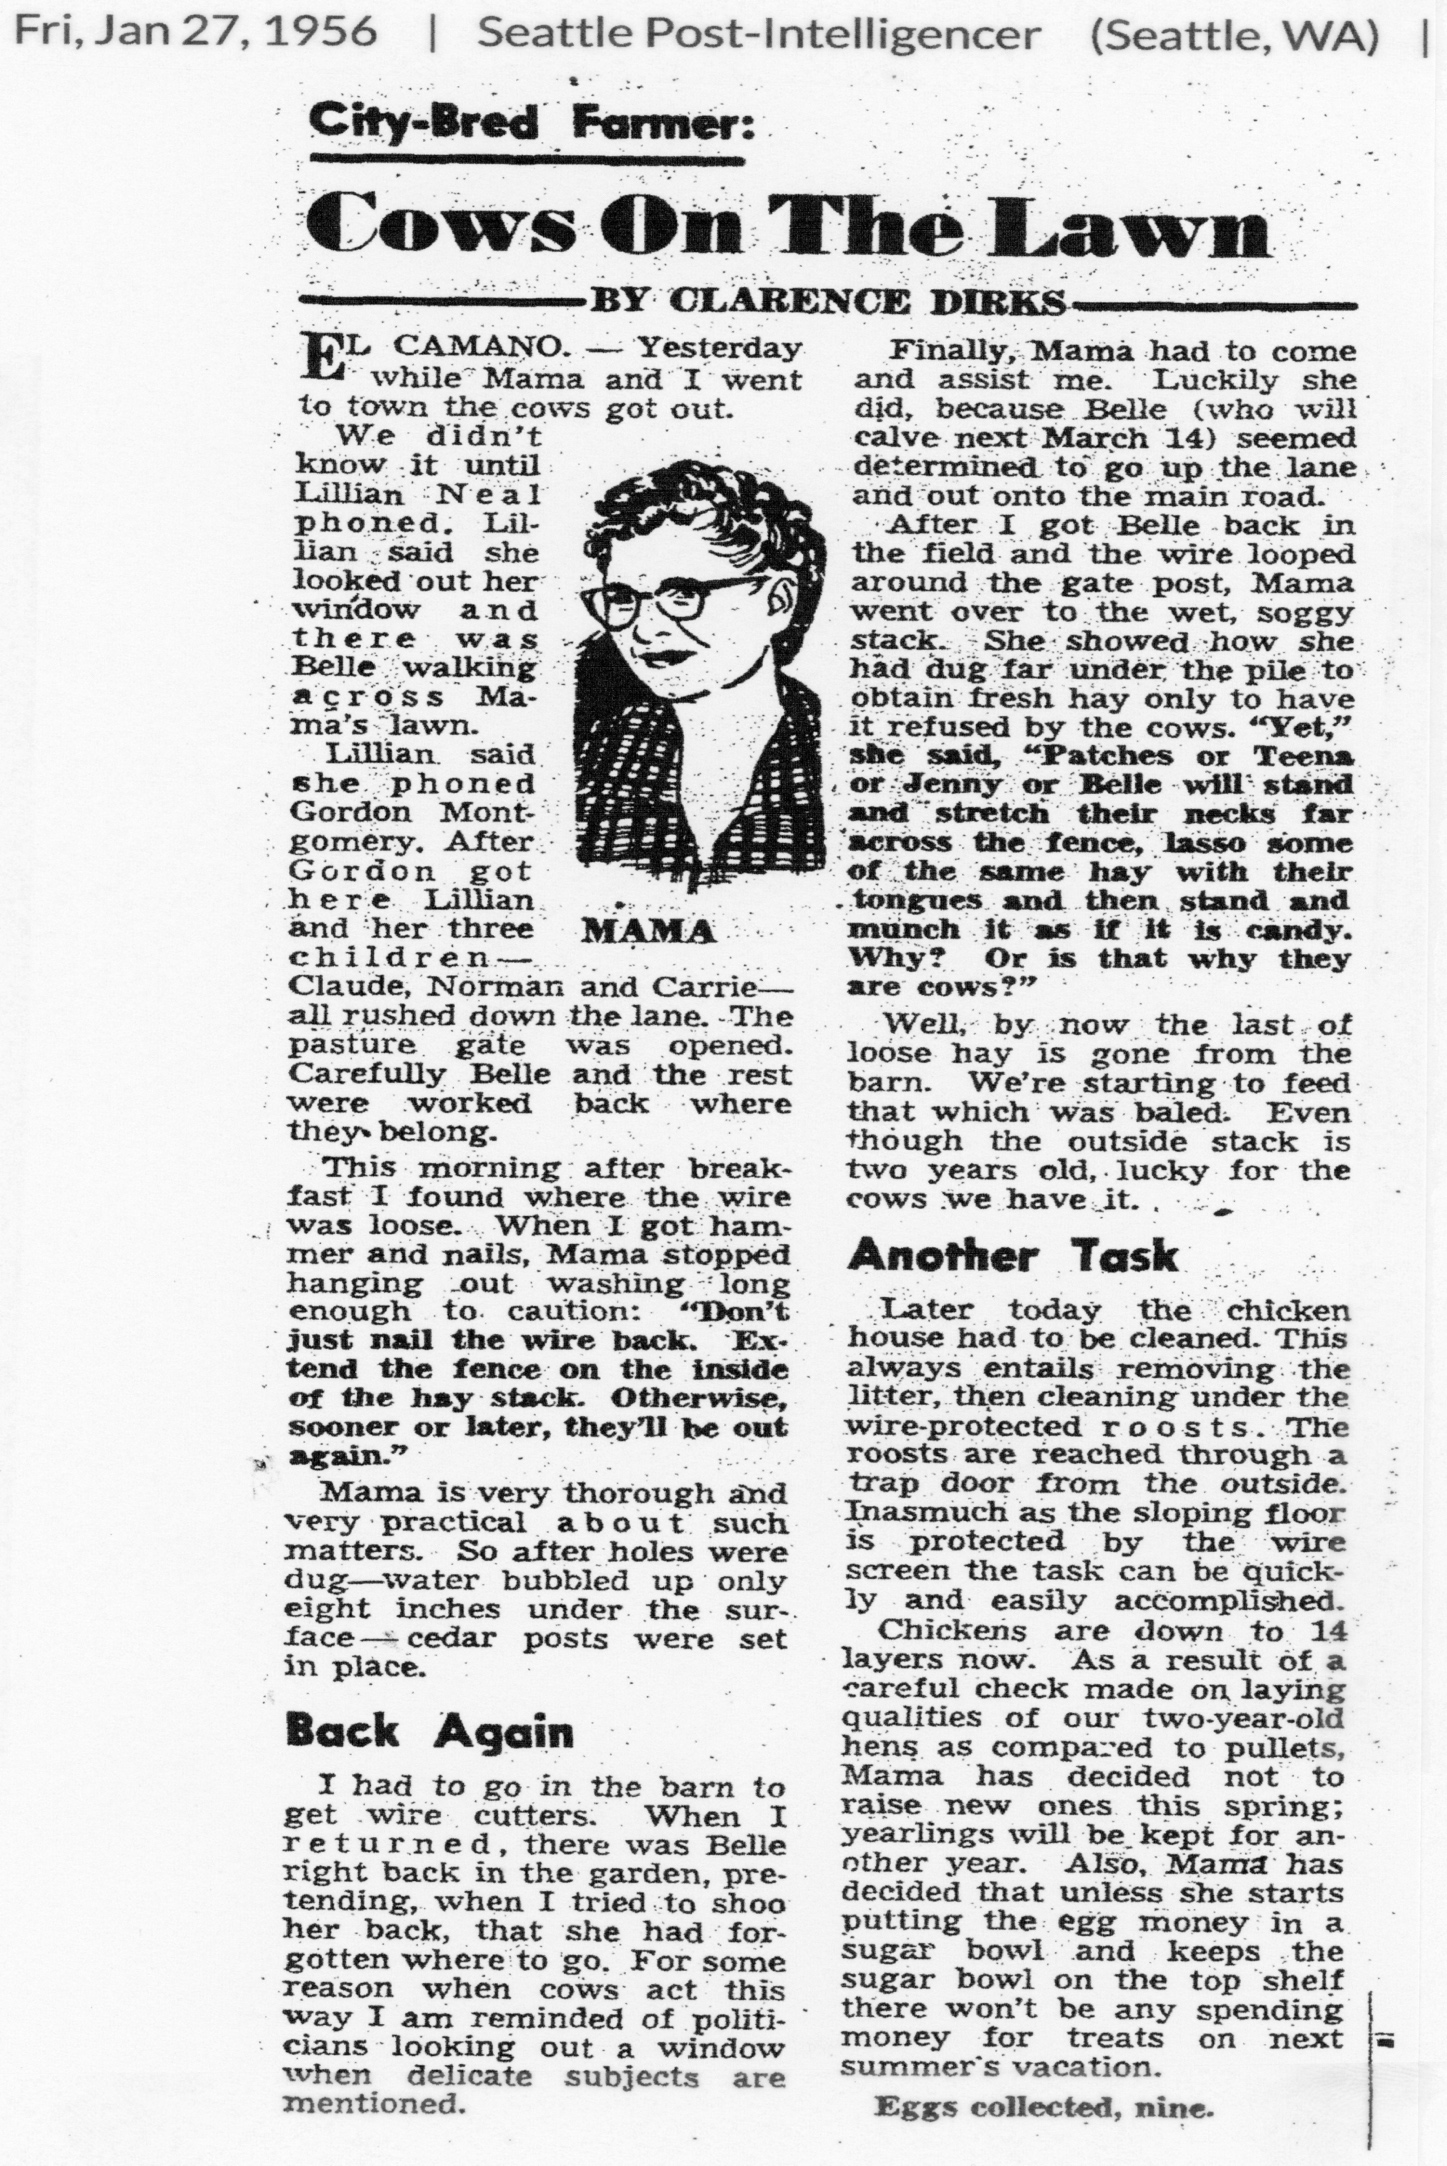 Fri, Jan 27, 1956 | Seattle Post-Intelligencer (Seattle, WA) |
City-Bred Farmer:
Cows On The Lawn
BY CLARENCE DIRKS
EL CAMANO. — Yesterday
while Mama and I went
to town the cows got out.
We didn't
know it until
Lillian Neal
phoned. Lil-
lian said she
looked out her
window and
there was
Belle walking
across Ma-
ma's lawn.
Lillian said
she phoned
Gordon Mont-
gomery. After
Gordon got
here Lillian
and her three
children—
MAMA
Claude, Norman and Carrie—
all rushed down the lane. The
pasture gate was opened.
Carefully Belle and the rest
were worked back where
they belong.
This morning after break-
fast I found where the wire
was loose. When I got ham-
mer and nails, Mama stopped
hanging out washing long
enough to caution: "Don't
just nail the wire back. Ex-
tend the fence on the inside
of the hay stack. Otherwise,
sooner or later, they'll be out
again."
Mama is very thorough and
very practical about such
matters. So after holes were
dug—water bubbled up only
eight inches under the sur-
face—cedar posts were set
in place.
Back Again
I had to go in the barn to
get wire cutters. When I
returned, there was Belle
right back in the garden, pre-
tending, when I tried to shoo
her back, that she had for-
gotten where to go. For some
reason when cows act this
way I am reminded of politi-
cians looking out a window
when delicate subjects are
mentioned.
Finally, Mama had to come
and assist me. Luckily she
did, because Belle (who will
calve next March 14) seemed
determined to go up the lane
and out onto the main road.
After I got Belle back in
the field and the wire looped
around the gate post, Mama
went over to the wet, soggy
stack. She showed how she
had dug far under the pile to
obtain fresh hay only to have
it refused by the cows. "Yet,"
she said, "Patches or Teena
or Jenny or Belle will stand
and stretch their necks far
across the fence, lasso some
of the same hay with their
tongues and then stand and
munch it as if it is candy.
Why? Or is that why they
are cows?"
Well, by now the last of
loose hay is gone from the
barn. We're starting to feed
that which was baled. Even
though the outside stack is
two years old, lucky for the
cows we have it.
Another Task
Later today the chicken
house had to be cleaned. This
always entails removing the
litter, then cleaning under the
wire-protected roosts. The
roosts are reached through a
trap door from the outside.
Inasmuch as the sloping floor
is protected by the wire
screen the task can be quick-
ly and easily accomplished.
Chickens are down to 14
layers now. As a result of a
careful check made on laying
qualities of our two-year-old
hens as compared to pullets,
Mama has decided not to
raise new ones this spring;
yearlings will be kept for an-
other year. Also, Mama has
decided that unless she starts
putting the egg money in a
sugar bowl and keeps the
sugar bowl on the top shelf
there won't be any spending
money for treats on next
summer's vacation.
Eggs collected, nine.